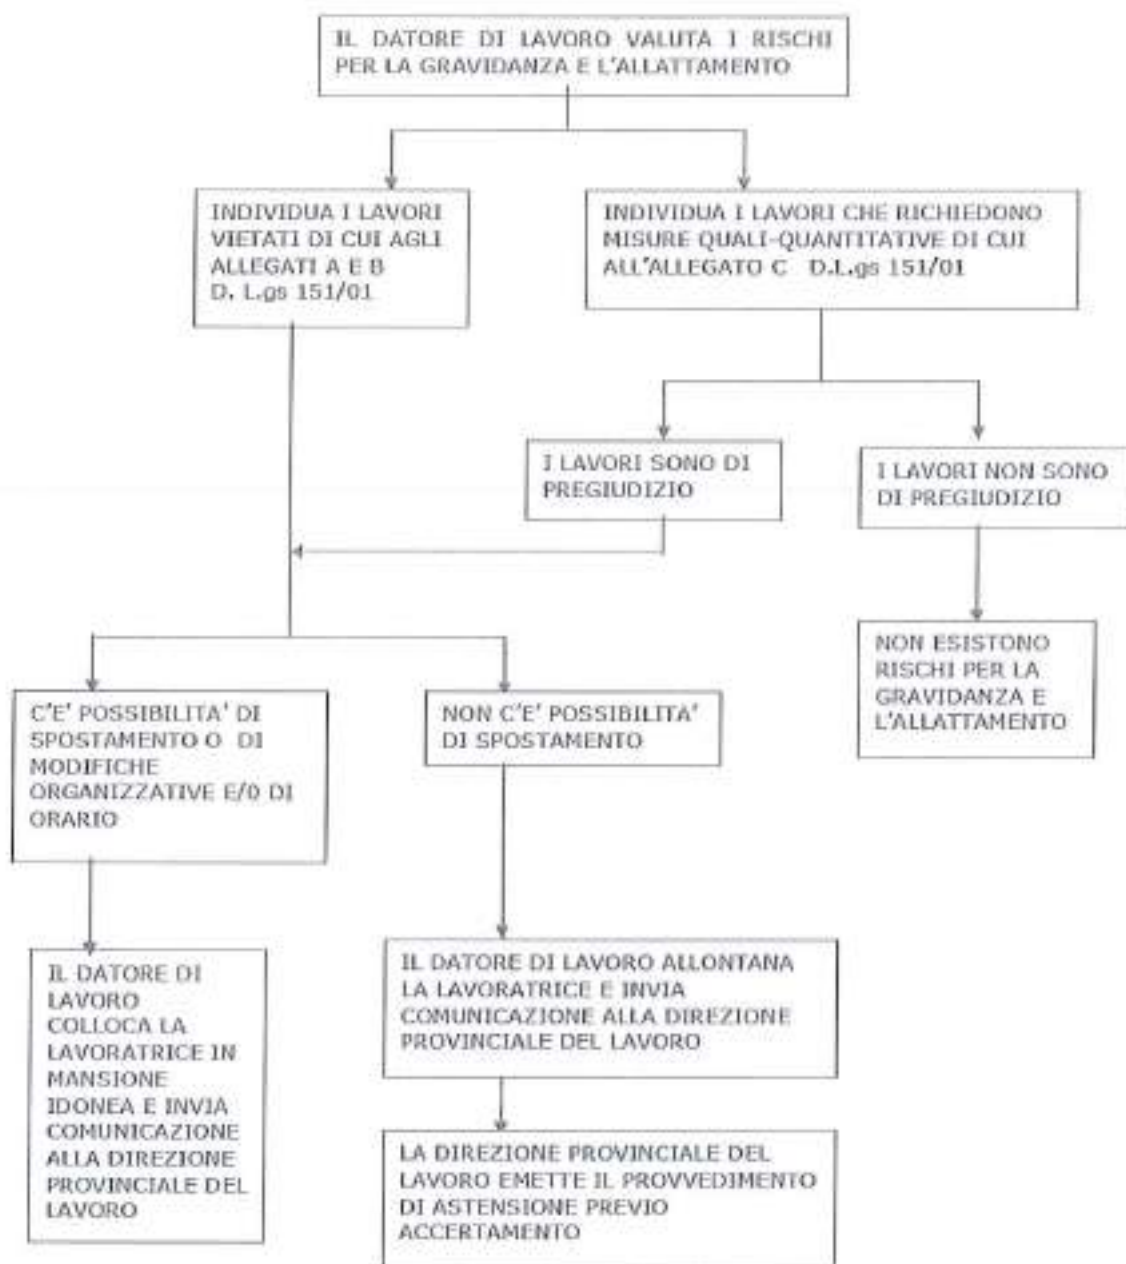 IL DATORE DI LAVORO VALUTA I RISCHI
PER LA GRAVIDANZA E L'ALLATTAMENTO
INDIVIDUA I LAVORI
VIETATI DI CUI AGLI
ALLEGATI A E B
D. L.gs 151/01
INDIVIDUA I LAVORI CHE RICHIEDONO
MISURE QUALI-QUANTITATIVE DI CUI
ALL'ALLEGATO C D.L.gs 151/01
I LAVORI SONO DI
PREGIUDIZIO
I LAVORI NON SONO
DI PREGIUDIZIO
NON ESISTONO
RISCHI PER LA
GRAVIDANZA E
L'ALLATTAMENTO
C'E' POSSIBILITA' DI
SPOSTAMENTO O DI
MODIFICHE
ORGANIZZATIVE E/0 DI
ORARIO
NON C'E' POSSIBILITA'
DI SPOSTAMENTO
IL DATORE DI
LAVORO
COLLOCA LA
LAVORATRICE IN
MANSIONE
IDONEA E INVIA
COMUNICAZIONE
ALLA DIREZIONE
PROVINCIALE DEL
LAVORO
IL DATORE DI LAVORO ALLONTANA
LA LAVORATRICE E INVIA
COMUNICAZIONE ALLA DIREZIONE
PROVINCIALE DEL LAVORO
LA DIREZIONE PROVINCIALE DEL
LAVORO EMETTE IL PROVVEDIMENTO
DI ASTENSIONE PREVIO
ACCERTAMENTO